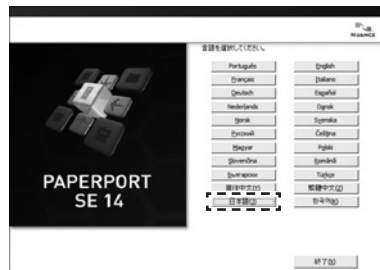 NUANCE
言語を選択してください。
Português English
Français Italiano
Deutsch Español
Nederlands Dansk
Norsk Svenska
Русский Čeština
Magyar Polski
Slovenčina Română
Български Türkçe
简体中文(Y) 繁體中文(Z)
日本語(J) 한국어(K)
PAPERPORT
SE 14
終了(X)